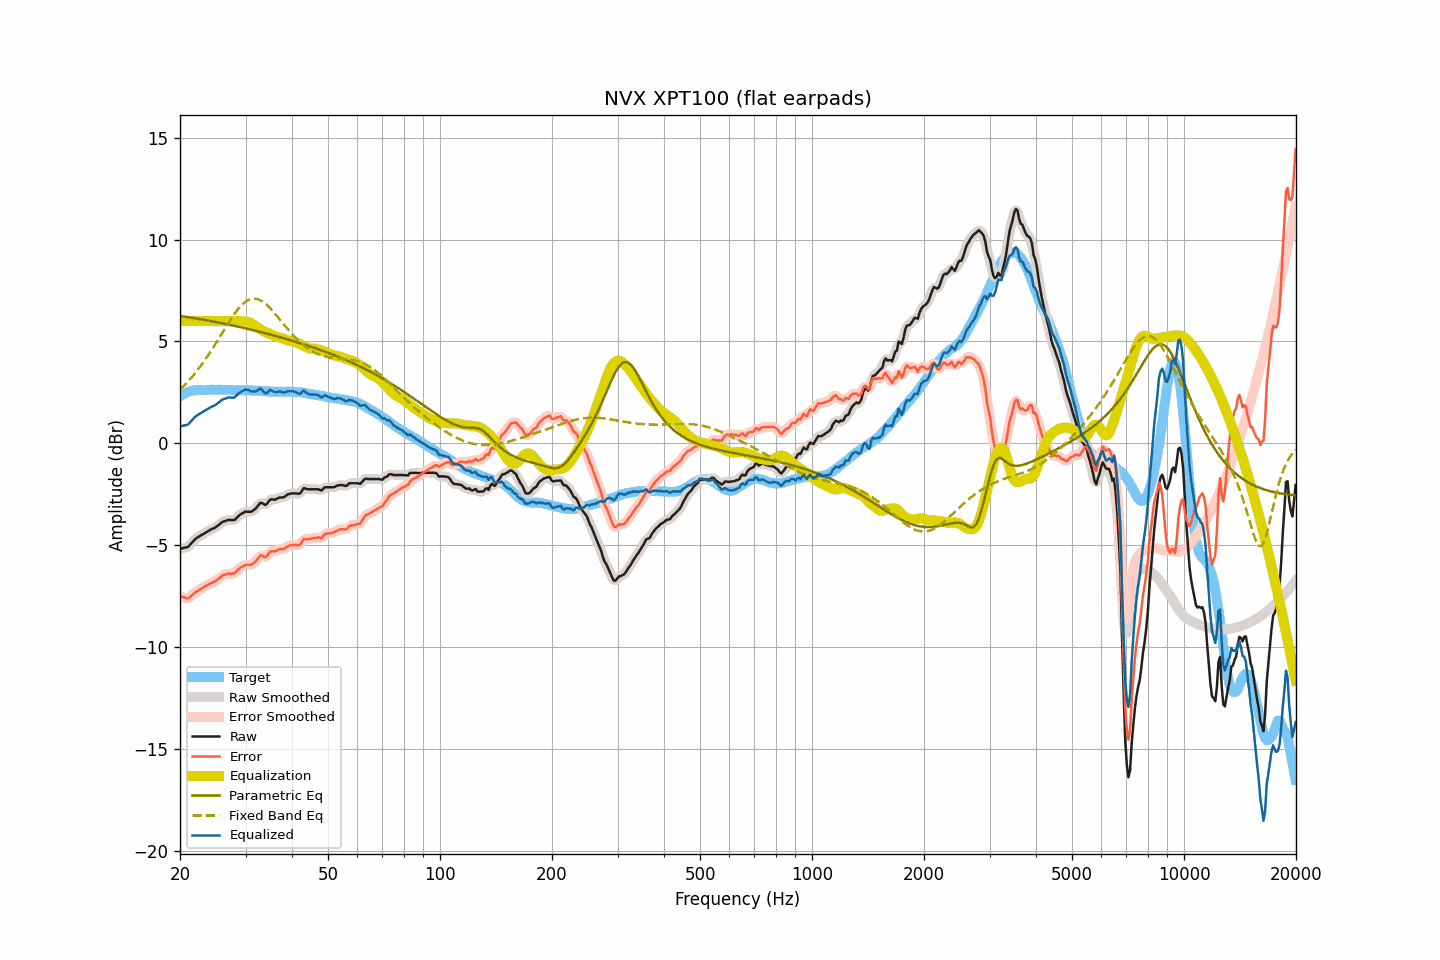 NVX XPT100 (flat earpads)
15
10
5
0
−5
−10
−15
−20
Amplitude (dBr)
Target
Raw Smoothed
Error Smoothed
Raw
Error
Equalization
Parametric Eq
Fixed Band Eq
Equalized
20 50 100 200 500 1000 2000 5000 10000 20000
Frequency (Hz)